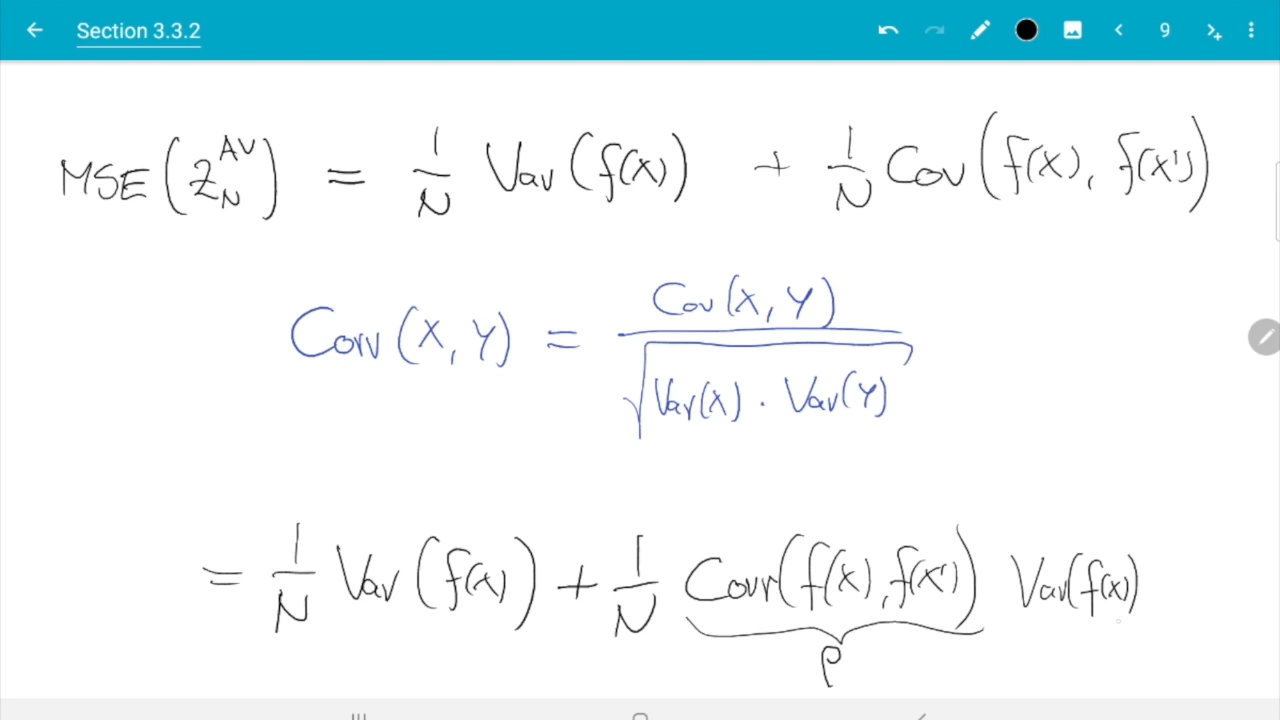 Section 3.3.2
9
MSE(Z_N^AV) = 1/N Var(f(X)) + 1/N Cov(f(X), f(X'))
Corr(X, Y) = Cov(X, Y) / √(Var(X) · Var(Y))
= 1/N Var(f(X)) + 1/N Corr(f(X), f(X')) Var(f(X))
ρ